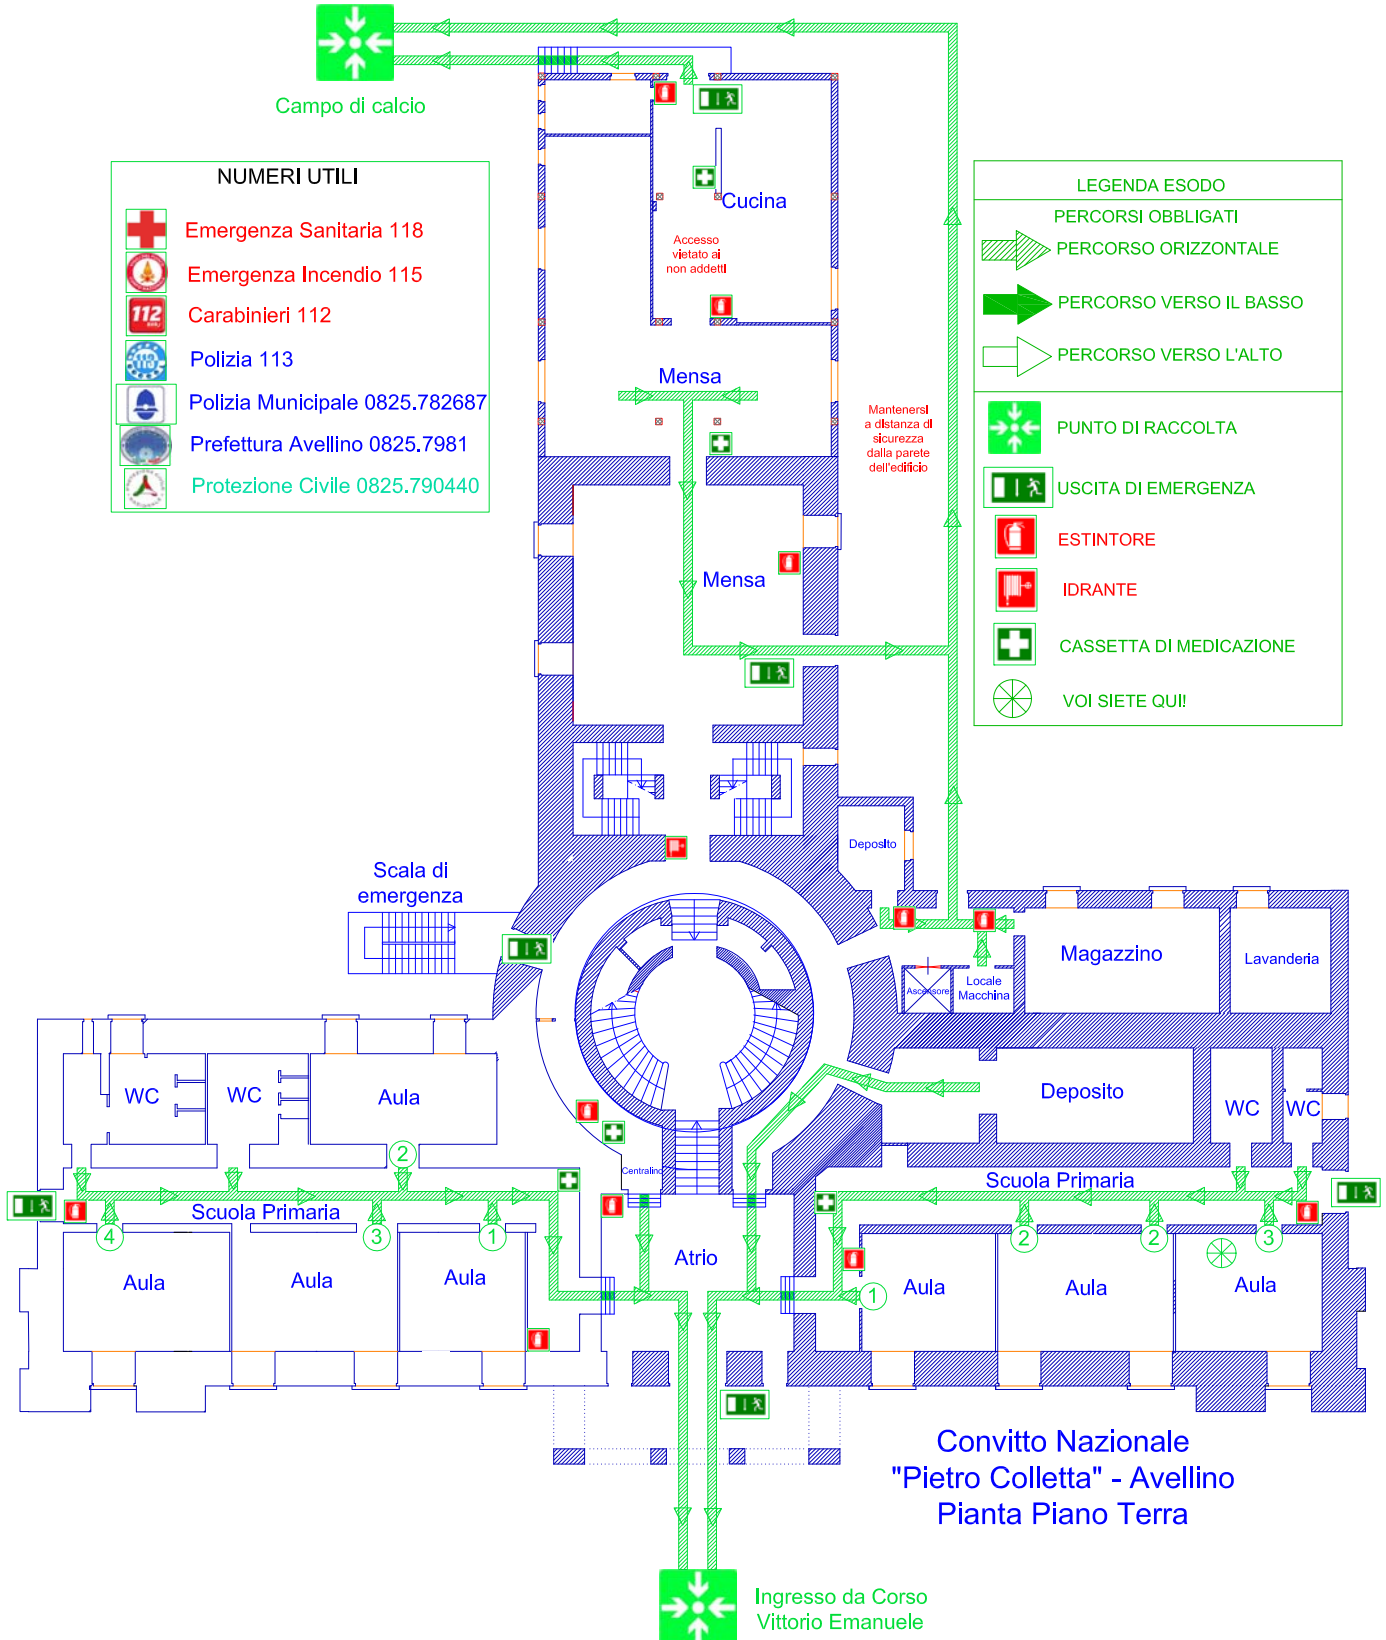 Campo di calcio
NUMERI UTILI
Emergenza Sanitaria 118
Emergenza Incendio 115
112
Carabinieri 112
113
Polizia 113
Polizia Municipale 0825.782687
Prefettura Avellino 0825.7981
Protezione Civile 0825.790440
LEGENDA ESODO
PERCORSI OBBLIGATI
PERCORSO ORIZZONTALE
PERCORSO VERSO IL BASSO
PERCORSO VERSO L'ALTO
PUNTO DI RACCOLTA
USCITA DI EMERGENZA
ESTINTORE
IDRANTE
CASSETTA DI MEDICAZIONE
VOI SIETE QUI!
Cucina
Accesso
vietato ai
non addetti
Mensa
Mantenersi
a distanza di
sicurezza
dalla parete
dell'edificio
Mensa
Deposito
Scala di
emergenza
Magazzino
Lavanderia
Ascensore
Locale
Macchina
WC
WC
Aula
Deposito
WC
WC
2
Centralino
Scuola Primaria
Scuola Primaria
4
3
1
2
2
3
Atrio
Aula
Aula
Aula
1
Aula
Aula
Aula
Convitto Nazionale
"Pietro Colletta" - Avellino
Pianta Piano Terra
Ingresso da Corso
Vittorio Emanuele